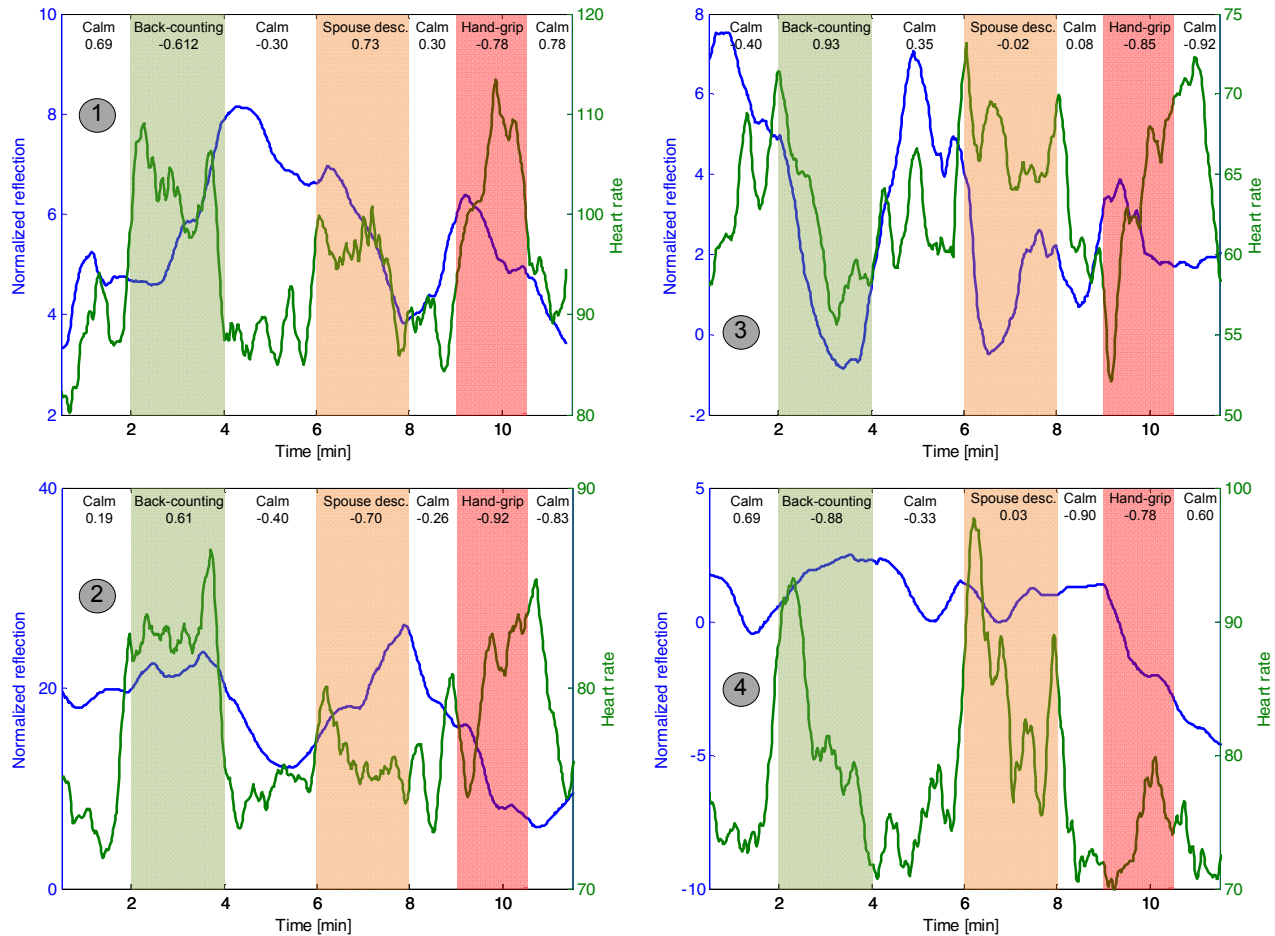 10
8
6
4
2
Normalized reflection
120
110
100
90
80
Heart rate
Calm
0.69
Back-counting
-0.612
Calm
-0.30
Spouse desc.
0.73
Calm
0.30
Hand-grip
-0.78
Calm
0.78
1
2 4 6 8 10
Time [min]
8
6
4
2
0
-2
Normalized reflection
75
70
65
60
55
50
Heart rate
Calm
-0.40
Back-counting
0.93
Calm
0.35
Spouse desc.
-0.02
Calm
0.08
Hand-grip
-0.85
Calm
-0.92
3
2 4 6 8 10
Time [min]
40
20
0
Normalized reflection
90
80
70
Heart rate
Calm
0.19
Back-counting
0.61
Calm
-0.40
Spouse desc.
-0.70
Calm
-0.26
Hand-grip
-0.92
Calm
-0.83
2
2 4 6 8 10
Time [min]
5
0
-5
-10
Normalized reflection
100
90
80
70
Heart rate
Calm
0.69
Back-counting
-0.88
Calm
-0.33
Spouse desc.
0.03
Calm
-0.90
Hand-grip
-0.78
Calm
0.60
4
2 4 6 8 10
Time [min]